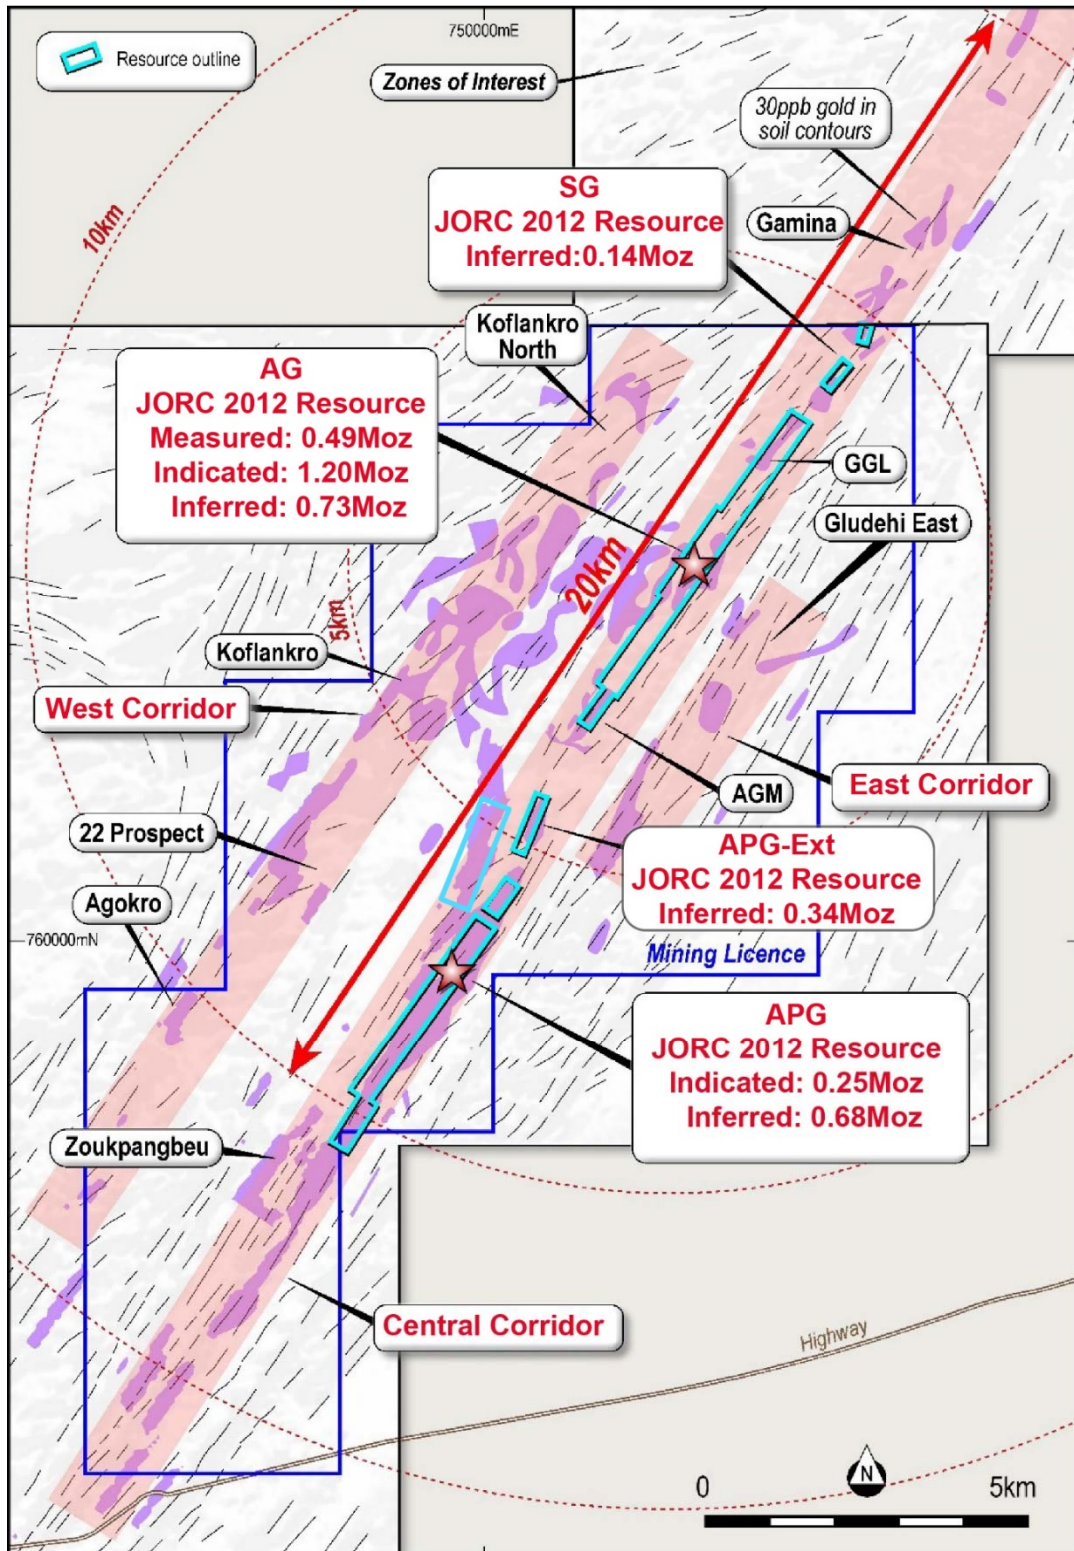 750000mE
Resource outline
Zones of Interest
30ppb gold in
soil contours
10km
SG
JORC 2012 Resource
Inferred:0.14Moz
Gamina
Koflankro
North
AG
JORC 2012 Resource
Measured: 0.49Moz
Indicated: 1.20Moz
Inferred: 0.73Moz
GGL
Gludehi East
20km
5km
Koflankro
West Corridor
East Corridor
AGM
22 Prospect
APG-Ext
JORC 2012 Resource
Inferred: 0.34Moz
Agokro
760000mN
Mining Licence
APG
JORC 2012 Resource
Indicated: 0.25Moz
Inferred: 0.68Moz
Zoukpangbeu
Central Corridor
Highway
N
0 5km